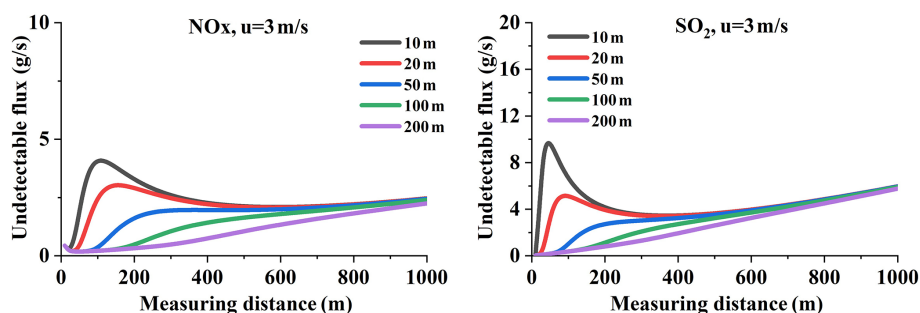 NOx, u=3 m/s
Undetectable flux (g/s)
10
5
0
10 m
20 m
50 m
100 m
200 m
0
200
400
600
800
1000
Measuring distance (m)
SO₂, u=3 m/s
Undetectable flux (g/s)
20
16
12
8
4
0
10 m
20 m
50 m
100 m
200 m
0
200
400
600
800
1000
Measuring distance (m)